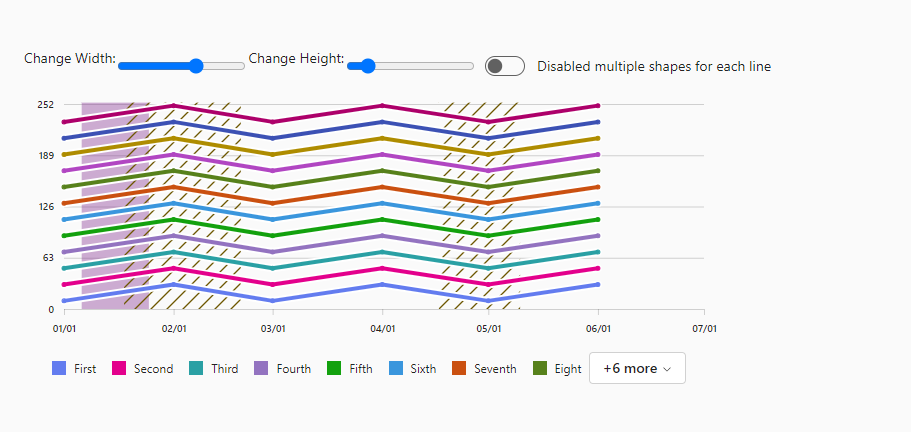 Change Width: Change Height: Disabled multiple shapes for each line
252
189
126
63
0
01/01 02/01 03/01 04/01 05/01 06/01 07/01
First Second Third Fourth Fifth Sixth Seventh Eight +6 more